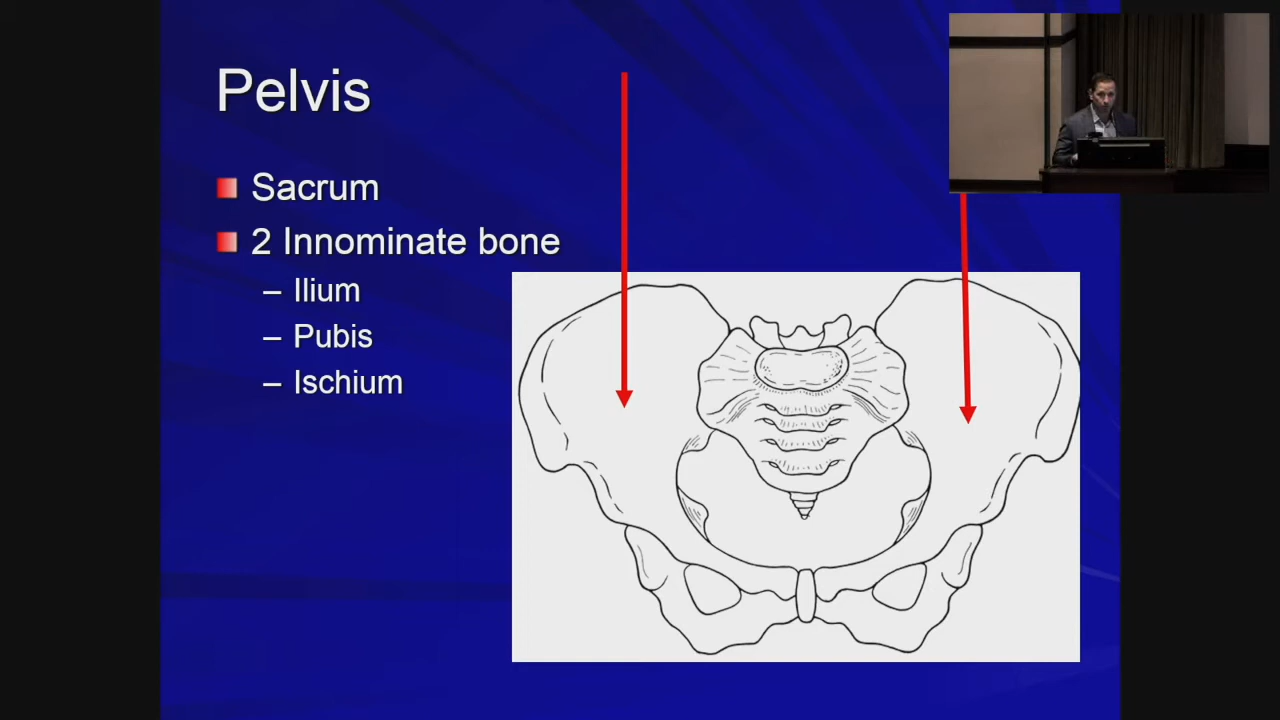 Pelvis
Sacrum
2 Innominate bone
– Ilium
– Pubis
– Ischium